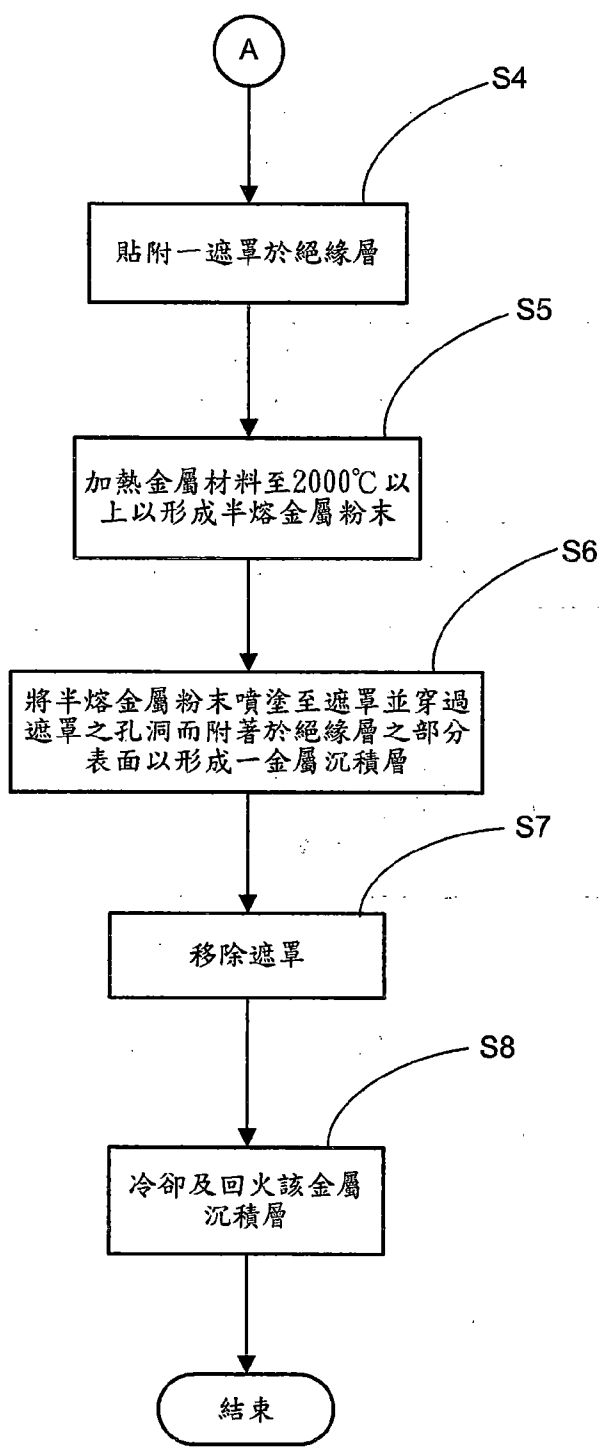 A
S4
貼附一遮罩於絕緣層
S5
加熱金屬材料至2000℃以
上以形成半熔金屬粉末
S6
將半熔金屬粉末噴塗至遮罩並穿過
遮罩之孔洞而附著於絕緣層之部分
表面以形成一金屬沉積層
S7
移除遮罩
S8
冷卻及回火該金屬
沉積層
結束